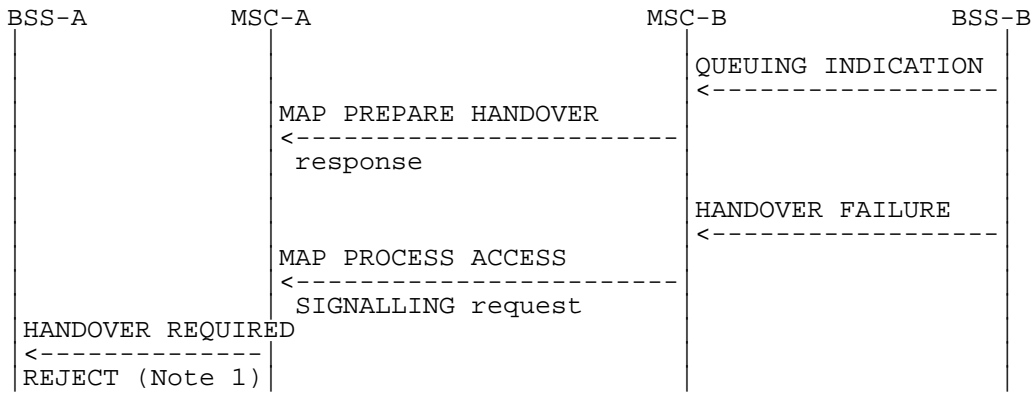 BSS-A MSC-A MSC-B BSS-B
QUEUING INDICATION
MAP PREPARE HANDOVER
response
HANDOVER FAILURE
MAP PROCESS ACCESS
SIGNALLING request
HANDOVER REQUIRED
REJECT (Note 1)